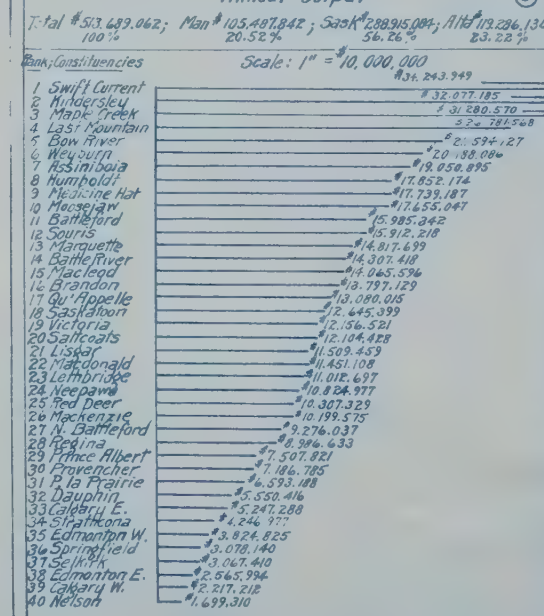 Total $513.689.062; Man $105.487.842; Sask $288.915.084; Alta $119.286.136
100% 20.52% 56.26% 23.22%
Rank; Constituencies Scale: 1" = $10,000,000
1 Swift Current $34.243.949
2 Kindersley $32.077.185
3 Maple Creek $31.280.570
4 Last Mountain 781.568
5 Bow River 594.127
6 Weyburn $20.188.086
7 Assiniboia $19.050.895
8 Humboldt $17.852.174
9 Medicine Hat $17.739.187
10 Moosejaw $17.655.047
11 Battleford $15.985.242
12 Souris $15.912.218
13 Marquette $14.817.699
14 Battle River $14.307.418
15 Macleod $14.065.596
16 Brandon $13.797.129
17 Qu'Appelle $13.080.015
18 Saskatoon $12.645.399
19 Victoria $12.156.521
20 Saltcoats $12.104.428
21 Lisgar $11.509.459
22 Macdonald $11.451.108
23 Lethbridge $11.012.697
24 Neepawa $10.824.977
25 Red Deer $10.307.329
26 Mackenzie $10.199.575
27 N. Battleford $9.276.037
28 Regina $8.986.633
29 Prince Albert $7.507.821
30 Provencher $7.186.785
31 P. la Prairie $6.593.188
32 Dauphin $5.550.416
33 Calgary E. $5.247.288
34 Strathcona $4.246 977
35 Edmonton W. $3.824.825
36 Springfield $3.078.140
37 Selkirk $3.067.410
38 Edmonton E. $2.565.994
39 Calgary W. $2.217.212
40 Nelson $1.699.310